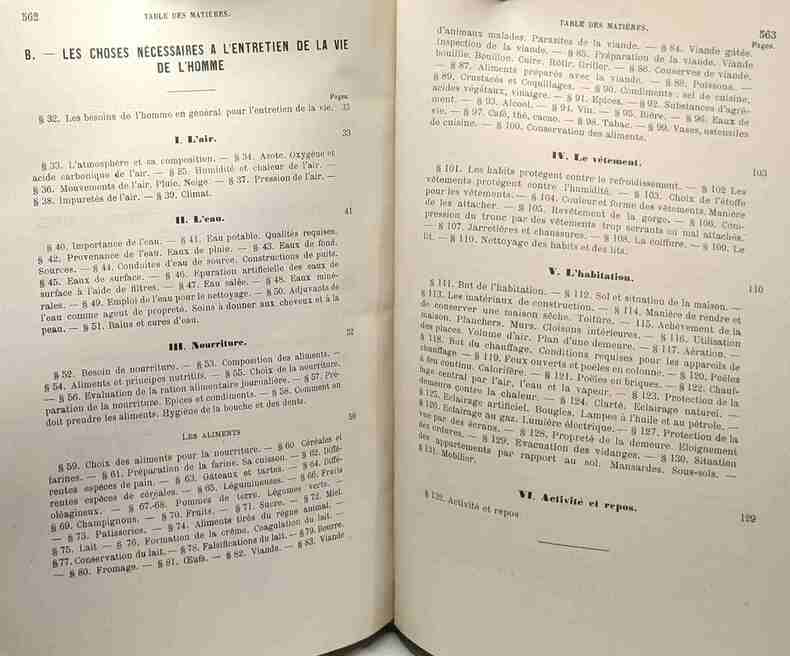 562
TABLE DES MATIÈRES.
B. — LES CHOSES NÉCESSAIRES A L'ENTRETIEN DE LA VIE
DE L'HOMME
Pages.
§ 32. Les besoins de l'homme en général pour l'entretien de la vie. 33
I. L'air.
33
§ 33. L'atmosphère et sa composition. — § 34. Azote. Oxygène et
acide carbonique de l'air. — § 35. Humidité et chaleur de l'air. —
§ 36. Mouvements de l'air, Pluie, Neige. — § 37. Pression de l'air. —
§ 38. Impuretés de l'air. — § 39. Climat.
II. L'eau.
41
§ 40. Importance de l'eau. — § 41. Eau potable. Qualités requises.
§ 42. Provenance de l'eau. Eaux de pluie. — § 43. Eaux de fond.
Sources. — § 44. Conduites d'eau de source. Constructions de puits.
§ 45. Eaux de surface. — § 46. Epuration artificielle des eaux de
surface à l'aide de filtres. — § 47. Eau salée. — § 48. Eaux miné-
rales. — § 49. Emploi de l'eau pour le nettoyage. — § 50. Adjuvants de
l'eau comme agent de propreté. Soins à donner aux cheveux et à la
peau. — § 51. Bains et cures d'eau.
III. Nourriture.
52
§ 52. Besoin de nourriture. — § 53. Composition des aliments. —
§ 54. Aliments et principes nutritifs. — § 55. Choix de la nourriture.
— § 56. Evaluation de la ration alimentaire journalière. — § 57. Pré-
paration de la nourriture. Epices et condiments. — § 58. Comment on
doit prendre les aliments. Hygiène de la bouche et des dents.
LES ALIMENTS
§ 59. Choix des aliments pour la nourriture. — § 60. Céréales et
farines. — § 61. Préparation de la farine. Sa cuisson. — § 62. Diffé-
rentes espèces de pain. — § 63. Gâteaux et tartes. — § 64. Diffé-
rentes espèces de céréales. — § 65. Légumineuses. — § 66. Fruits
oléagineux. — § 67-68. Pommes de terre. Légumes verts. —
§ 69. Champignons. — § 70. Fruits. — § 71. Sucre. — § 72. Miel.
— § 73. Patisseries. — § 74. Aliments tirés du règne animal. —
§ 75. Lait — § 76. Formation de la crême. Coagulation du lait. —
§ 77. Conservation du lait. — § 78. Falsifications du lait. — § 79. Beurre.
— § 80. Fromage. — § 81. Œufs. — § 82. Viande. — § 83. Viande
TABLE DES MATIÈRES.
563
Pages.
d'animaux malades. Parasites de la viande. — § 84. Viande gâtée.
Inspection de la viande. — § 85. Préparation de la viande. Viande
bouillie. Bouillon. Cuire. Rôtir. Griller. — § 86. Conserves de viande.
— § 87. Aliments préparés avec la viande. — § 88. Poissons. —
§ 89. Crustacés et Coquillages. — § 90. Condiments : sel de cuisine,
acides végétaux, vinaigre. — § 91. Epices. — § 92. Substances d'agré-
ment. — § 93. Alcool. — § 94. Vin. — § 95. Bière. — § 96. Eaux de
vie. — § 97. Café, thé, cacao. — § 98. Tabac. — § 99. Vases, ustensiles
de cuisine. — § 100. Conservation des aliments.
IV. Le vêtement.
103
§ 101. Les habits protègent contre le refroidissement. — § 102 Les
vêtements protègent contre l'humidité. — § 103. Choix de l'étoffe
pour les vêtements. — § 104. Couleur et forme des vêtements. Manière
de les attacher. — § 105. Revêtement de la gorge. — § 106. Com-
pression du tronc par des vêtements trop serrants ou mal attachés.
— § 107. Jarretières et chaussures. — § 108. La coiffure. — § 109. Le
lit. — § 110. Nettoyage des habits et des lits.
V. L'habitation.
110
§ 111. But de l'habitation. — § 112. Sol et situation de la maison. —
§ 113. Les matériaux de construction. — § 114. Manière de rendre et
de conserver une maison sèche. Toiture. — 115. Achèvement de la
maison. Planchers. Murs. Cloisons intérieures. — § 116. Utilisation
des places. Volume d'air. Plan d'une demeure. — § 117. Aération. —
§ 118. But du chauffage. Conditions requises pour les appareils de
chauffage — § 119. Feux ouverts et poêles en colonne. — § 120. Poêles
à feu continu. Calorifère. — § 121. Poêles en briques. — § 122. Chauf-
fage central par l'air, l'eau et la vapeur. — § 123. Protection de la
demeure contre la chaleur. — § 124. Clarté. Eclairage naturel. —
§ 125. Eclairage artificiel. Bougies. Lampes à l'huile et au pétrole. —
§ 126. Eclairage au gaz. Lumière électrique. — § 127. Protection de la
vue par des écrans. — § 128. Propreté de la demeure. Eloignement
des ordures. — § 129. Evacuation des vidanges. — § 130. Situation
des appartements par rapport au sol. Mansardes. Sous-sols. —
§ 131. Mobilier.
VI. Activité et repos.
§ 132. Activité et repos
129